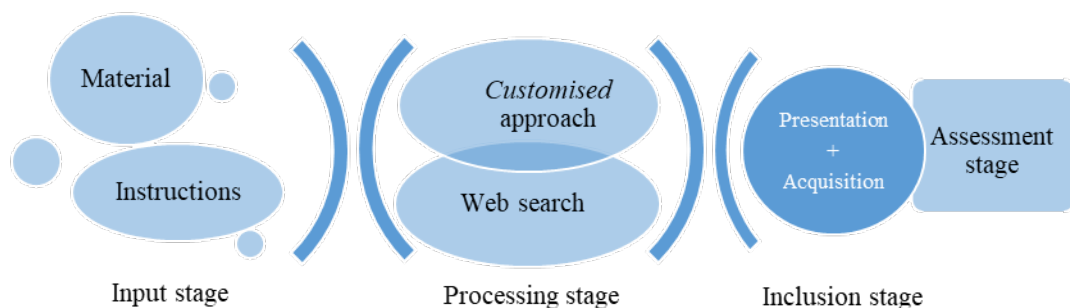 Material
Instructions
Input stage
Customised
approach
Web search
Processing stage
Presentation
+
Acquisition
Inclusion stage
Assessment
stage